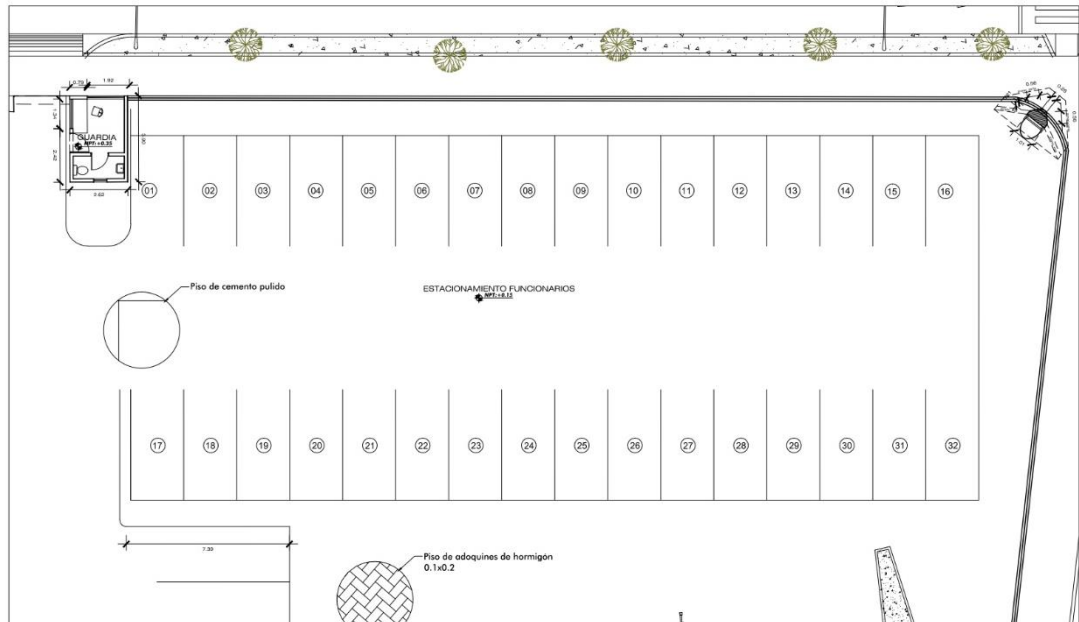 0.70 1.92
GUARDIA
NPT:+0.35
2.40
01 02 03 04 05 06 07 08 09 10 11 12 13 14 15 16
Piso de cemento pulido
ESTACIONAMIENTO FUNCIONARIOS
NPT:+0.15
17 18 19 20 21 22 23 24 25 26 27 28 29 30 31 32
7.30
Piso de adoquines de hormigón
0.1x0.2